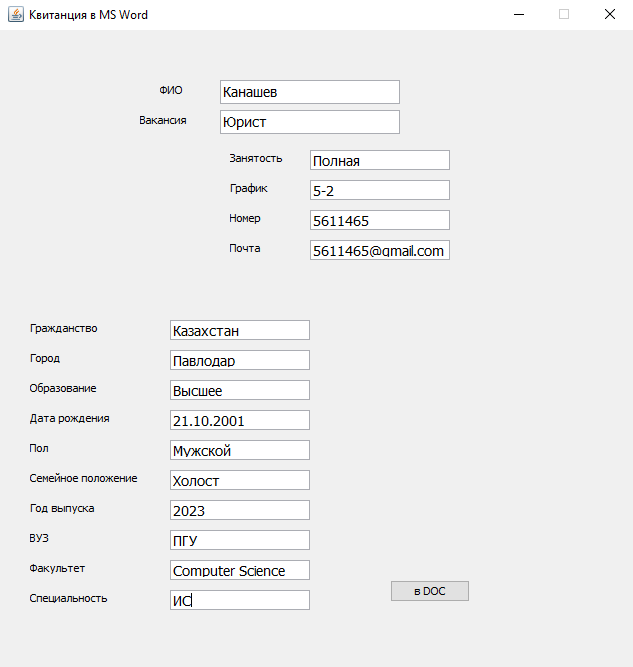 Квитанция в MS Word
ФИО Канашев
Вакансия Юрист
Занятость Полная
График 5-2
Номер 5611465
Почта 5611465@gmail.com
Гражданство Казахстан
Город Павлодар
Образование Высшее
Дата рождения 21.10.2001
Пол Мужской
Семейное положение Холост
Год выпуска 2023
ВУЗ ПГУ
Факультет Computer Science
Специальность ИС
в DOC